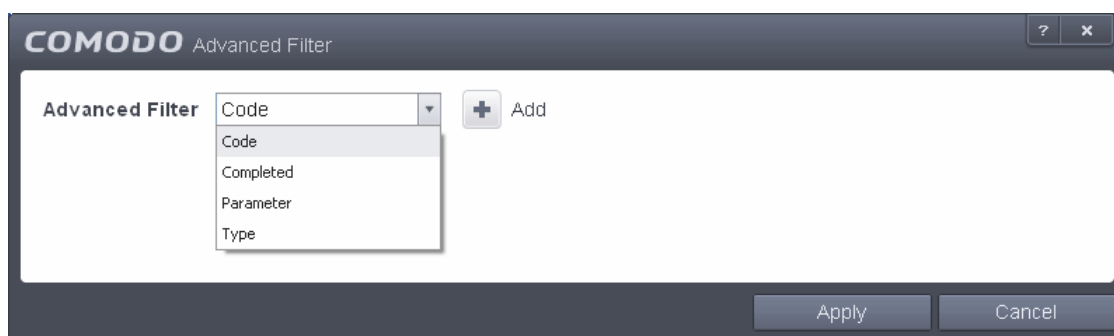 COMODO Advanced Filter ? x
Advanced Filter Code + Add
Code
Completed
Parameter
Type
Apply Cancel